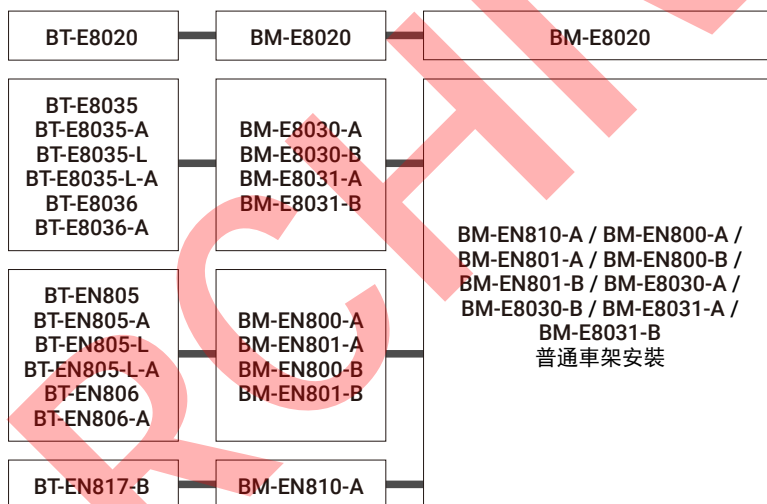 BT-E8020
BM-E8020
BM-E8020
BT-E8035
BT-E8035-A
BT-E8035-L
BT-E8035-L-A
BT-E8036
BT-E8036-A
BM-E8030-A
BM-E8030-B
BM-E8031-A
BM-E8031-B
BM-EN810-A / BM-EN800-A /
BM-EN801-A / BM-EN800-B /
BM-EN801-B / BM-E8030-A /
BM-E8030-B / BM-E8031-A /
BM-E8031-B
普通車架安裝
BT-EN805
BT-EN805-A
BT-EN805-L
BT-EN805-L-A
BT-EN806
BT-EN806-A
BM-EN800-A
BM-EN801-A
BM-EN800-B
BM-EN801-B
BT-EN817-B
BM-EN810-A
RCHIV